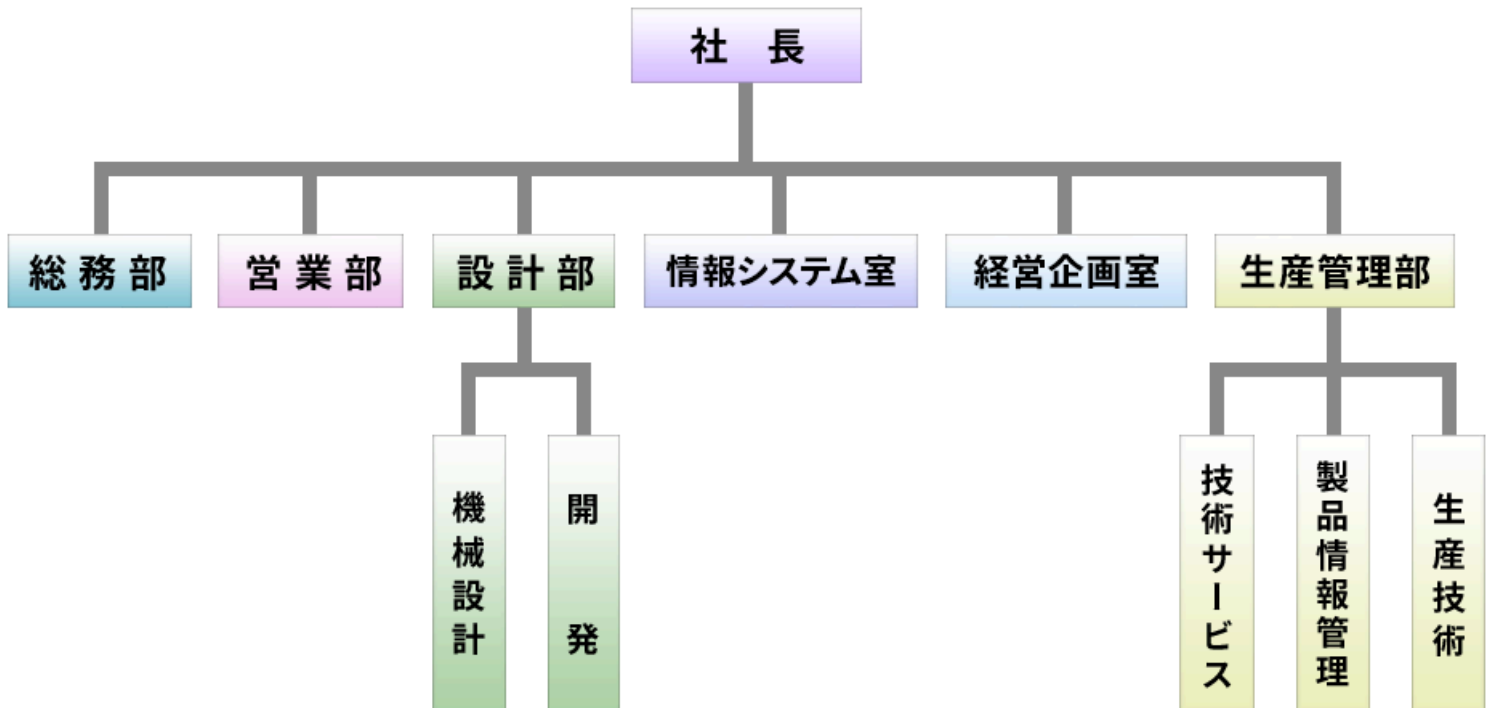 社　長
総 務 部
営 業 部
設 計 部
情報システム室
経営企画室
生産管理部
機械設計
開　発
技術サービス
製品情報管理
生産技術